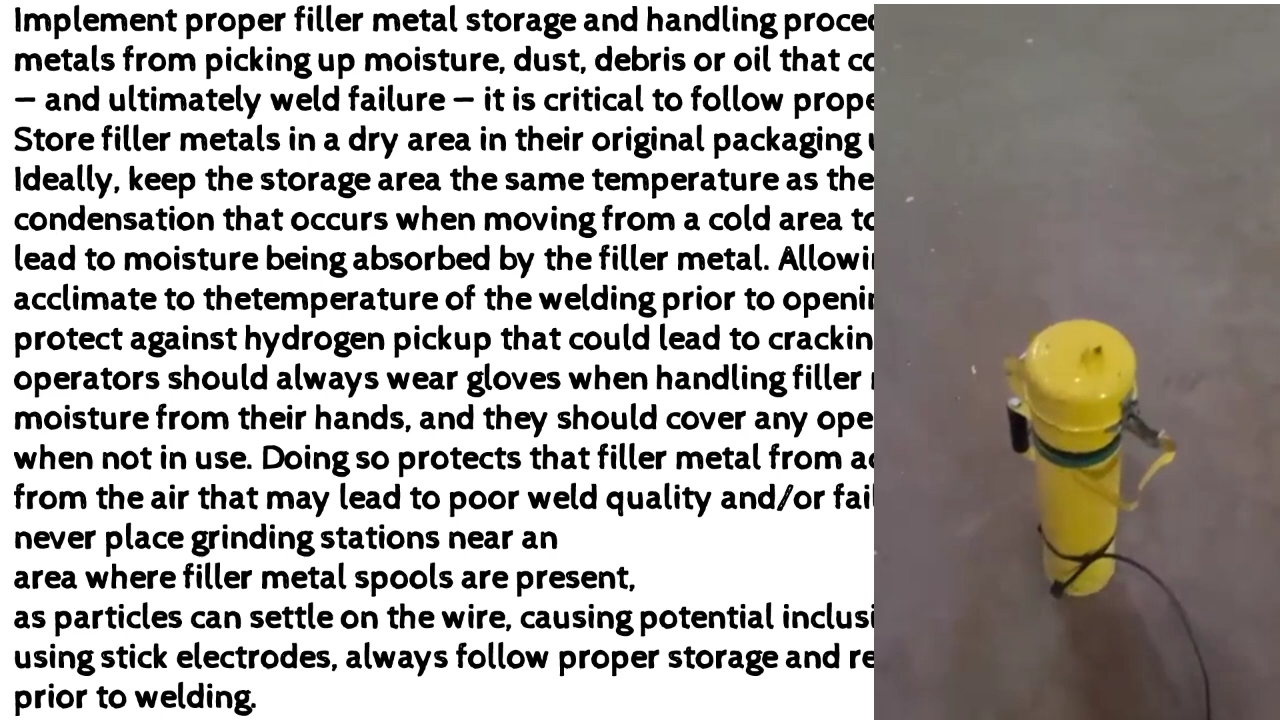 Implement proper filler metal storage and handling proced
metals from picking up moisture, dust, debris or oil that co
– and ultimately weld failure – it is critical to follow prope
Store filler metals in a dry area in their original packaging
Ideally, keep the storage area the same temperature as the
condensation that occurs when moving from a cold area to
lead to moisture being absorbed by the filler metal. Allowi
acclimate to thetemperature of the welding prior to openin
protect against hydrogen pickup that could lead to crackin
operators should always wear gloves when handling filler
moisture from their hands, and they should cover any ope
when not in use. Doing so protects that filler metal from
from the air that may lead to poor weld quality and/or fail
never place grinding stations near an
area where filler metal spools are present,
as particles can settle on the wire, causing potential inclusi
using stick electrodes, always follow proper storage and re
prior to welding.